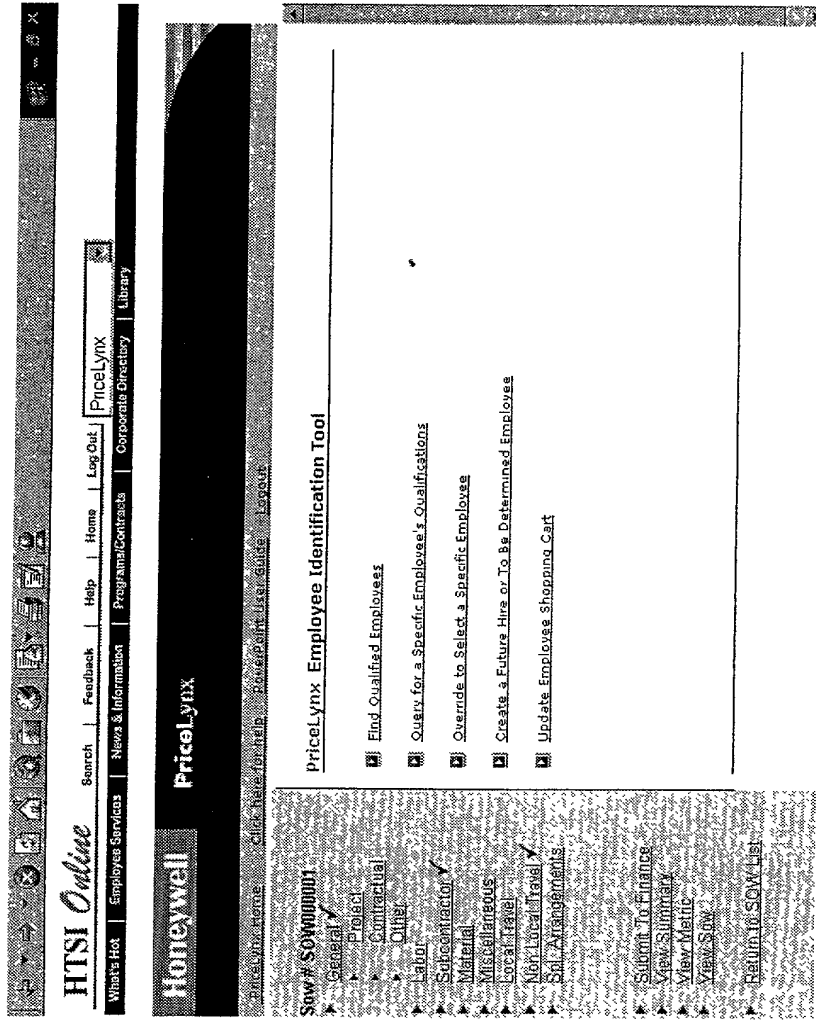 HTSI Online
Search | Feedback | Help | Home | Log Out
PriceLynx
What's Hot | Employee Services | News & Information | Programs/Contracts | Corporate Directory | Library
Honeywell
PriceLynx
PriceLynx Home Click here for help PowerPoint User Guide Logout
Sow# SOW000001
General
Project
Contractual
Other
Labor
Subcontractor
Material
Miscellaneous
Local Travel
Non Local Travel
Spl. Arrangements
Submit To Finance
View Summary
View Metric
View Sow
Return to SOW List
PriceLynx Employee Identification Tool
Find Qualified Employees
Query for a Specific Employee's Qualifications
Override to Select a Specific Employee
Create a Future Hire or To Be Determined Employee
Update Employee Shopping Cart